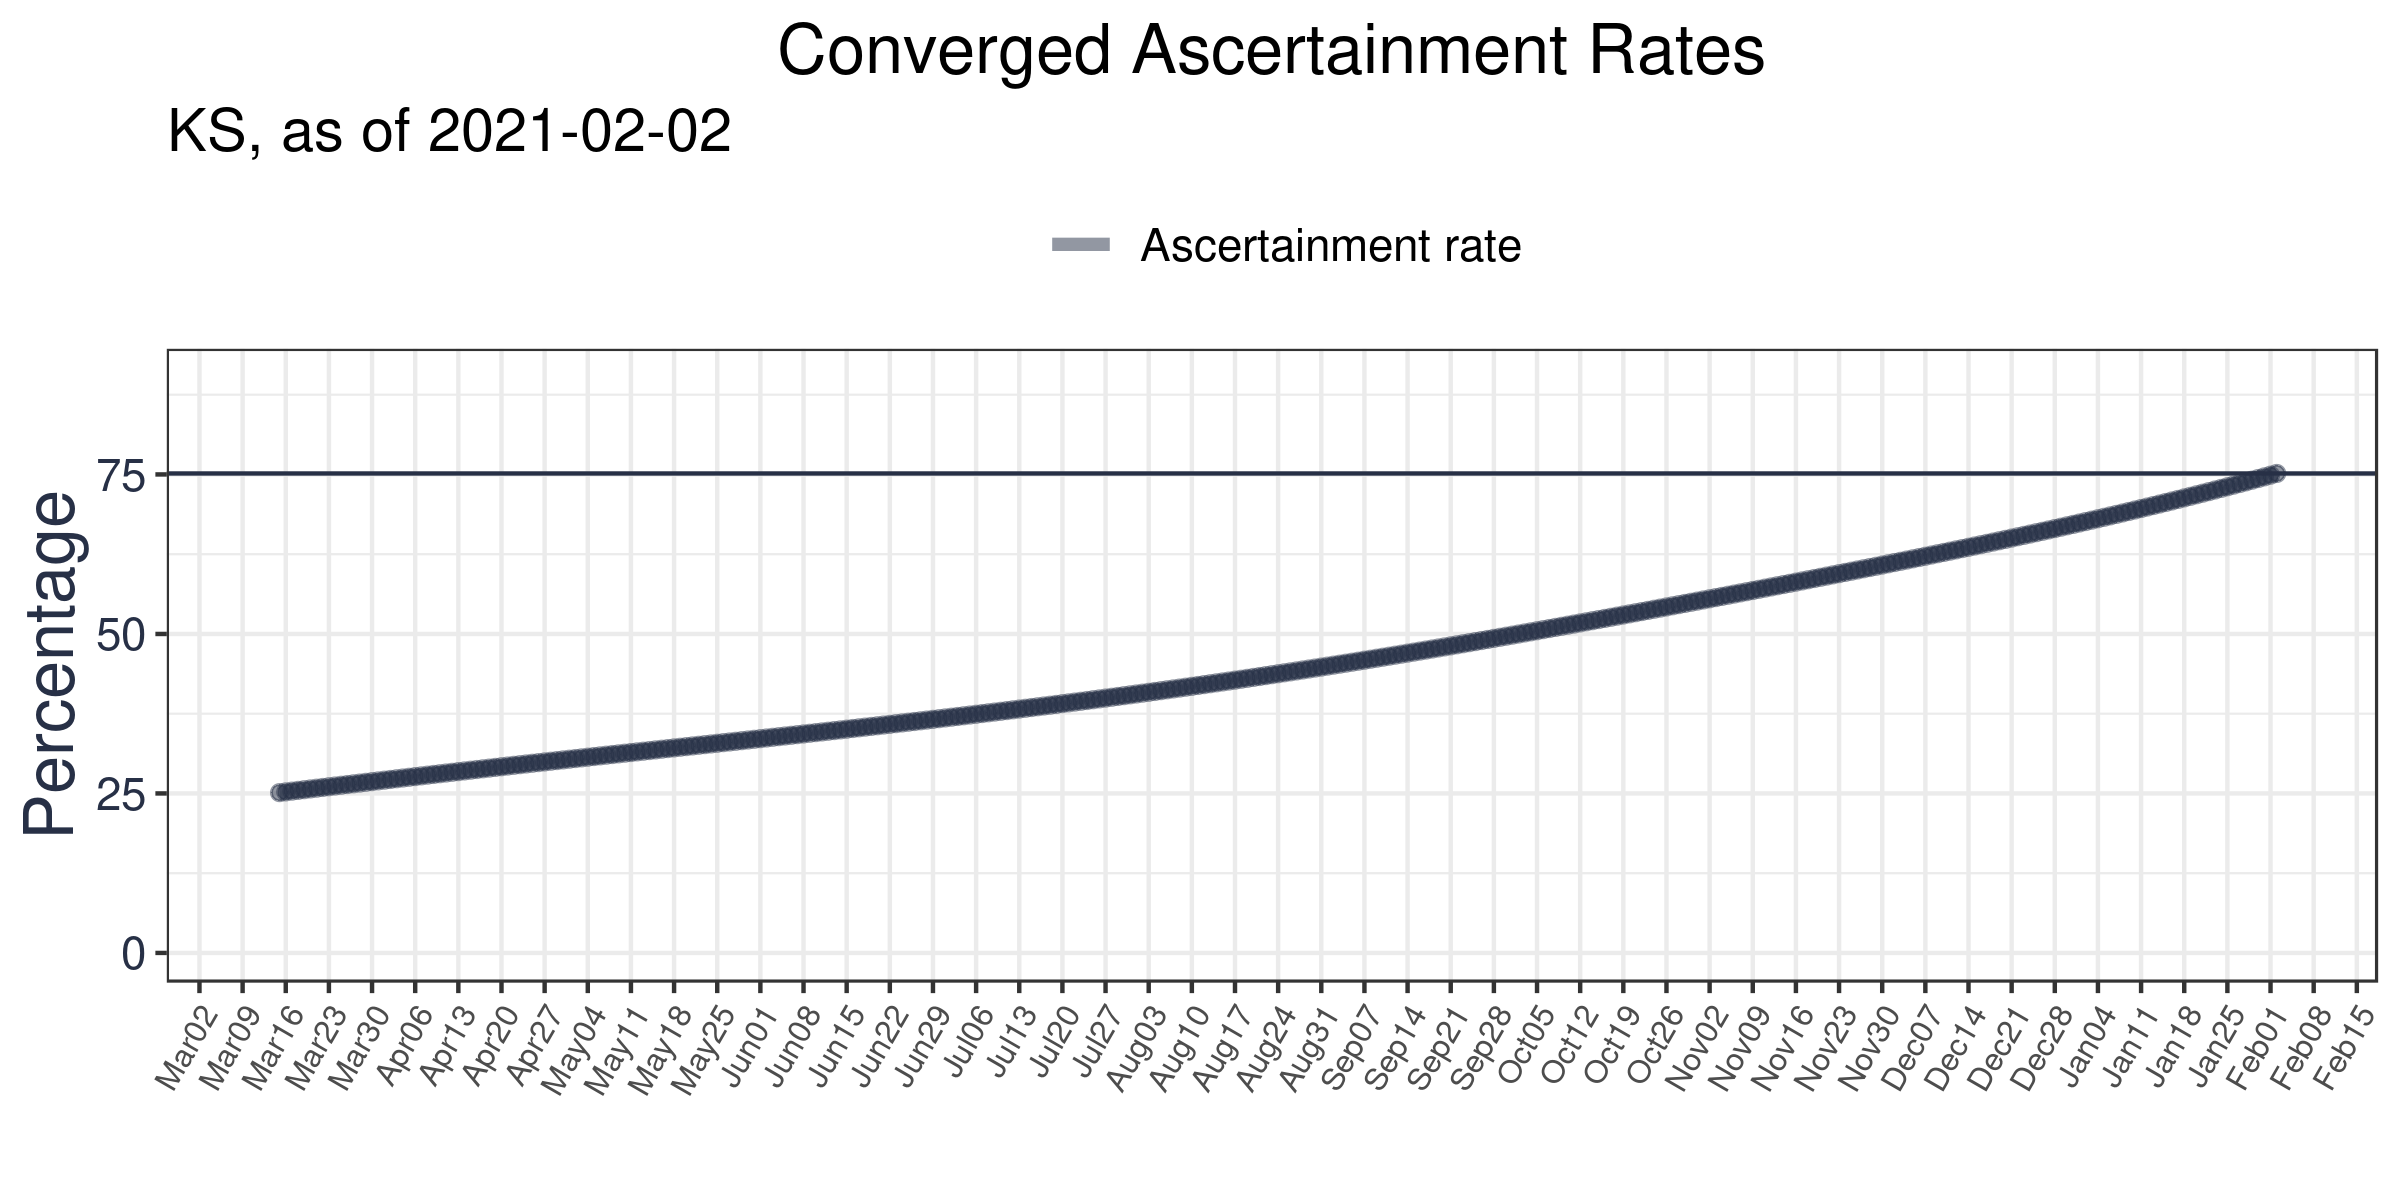 Converged Ascertainment Rates
KS, as of 2021-02-02
Ascertainment rate
Percentage
75
50
25
0
Mar02 Mar09 Mar16 Mar23 Mar30 Apr06 Apr13 Apr20 Apr27 May04 May11 May18 May25 Jun01 Jun08 Jun15 Jun22 Jun29 Jul06 Jul13 Jul20 Jul27 Aug03 Aug10 Aug17 Aug24 Aug31 Sep07 Sep14 Sep21 Sep28 Oct05 Oct12 Oct19 Oct26 Nov02 Nov09 Nov16 Nov23 Nov30 Dec07 Dec14 Dec21 Dec28 Jan04 Jan11 Jan18 Jan25 Feb01 Feb08 Feb15